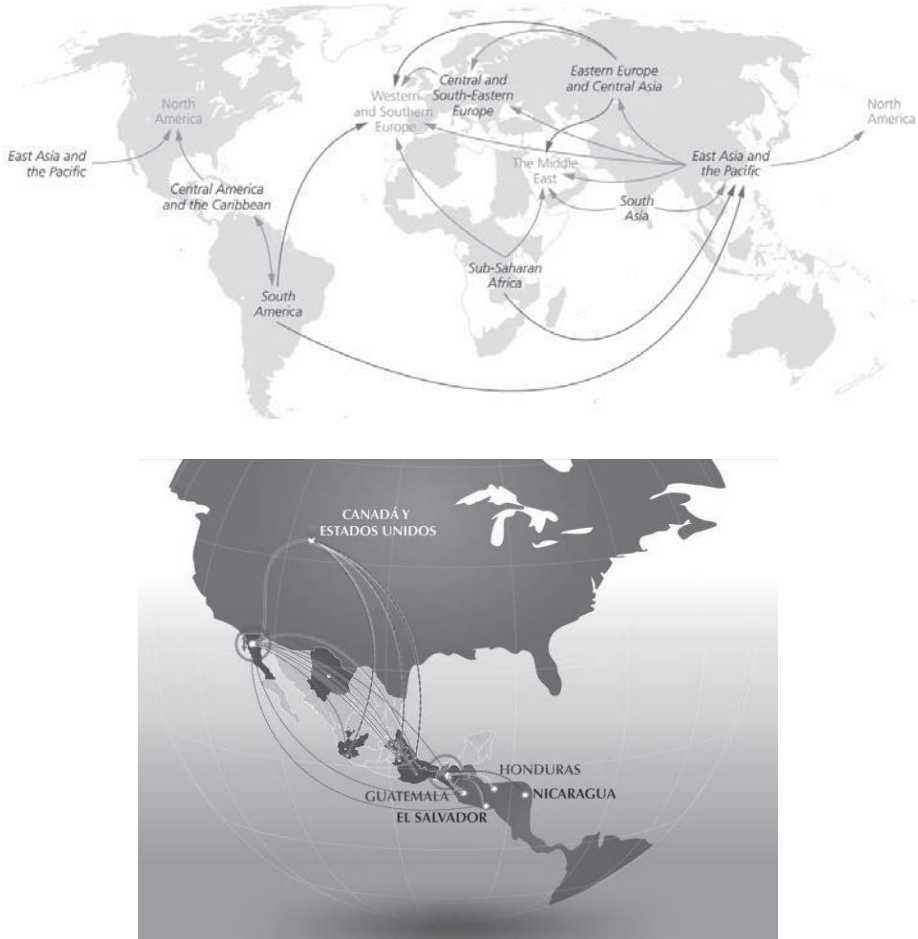 North
America
East Asia and
the Pacific
Central America
and the Caribbean
South
America
Western
and Southern
Europe
Central and
South-Eastern
Europe
Eastern Europe
and Central Asia
The Middle
East
South
Asia
Sub-Saharan
Africa
East Asia and
the Pacific
North
America
CANADÁ Y
ESTADOS UNIDOS
HONDURAS
GUATEMALA
NICARAGUA
EL SALVADOR